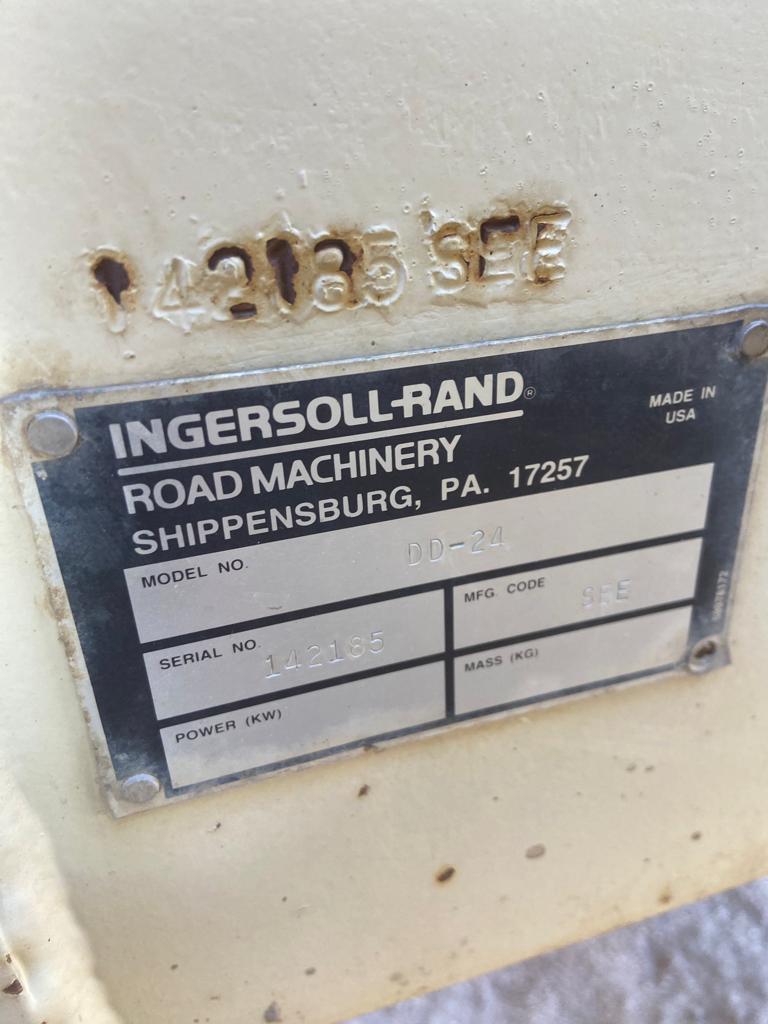 142185 SEE
INGERSOLL-RAND®
MADE IN
USA
ROAD MACHINERY
SHIPPENSBURG, PA. 17257
MODEL NO. DD-24
MFG. CODE SEE
SERIAL NO. 142185
MASS (KG)
POWER (KW)